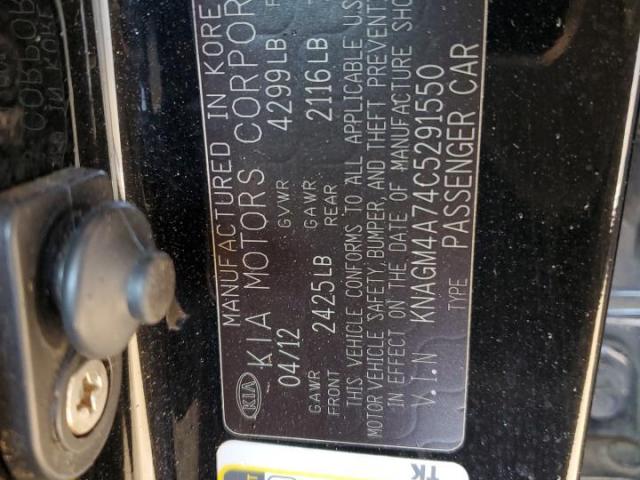 KIA
MANUFACTURED IN KORE
KIA MOTORS CORPOR
04/12 GVWR 4299LB
GAWR FRONT 2425LB GAWR REAR 2116LB
THIS VEHICLE CONFORMS TO ALL APPLICABLE U.S
MOTOR VEHICLE SAFETY, BUMPER, AND THEFT PREVENT
IN EFFECT ON THE DATE OF MANUFACTURE SHO
V.I.N KNAGM4A74C5291550
TYPE PASSENGER CAR
TK